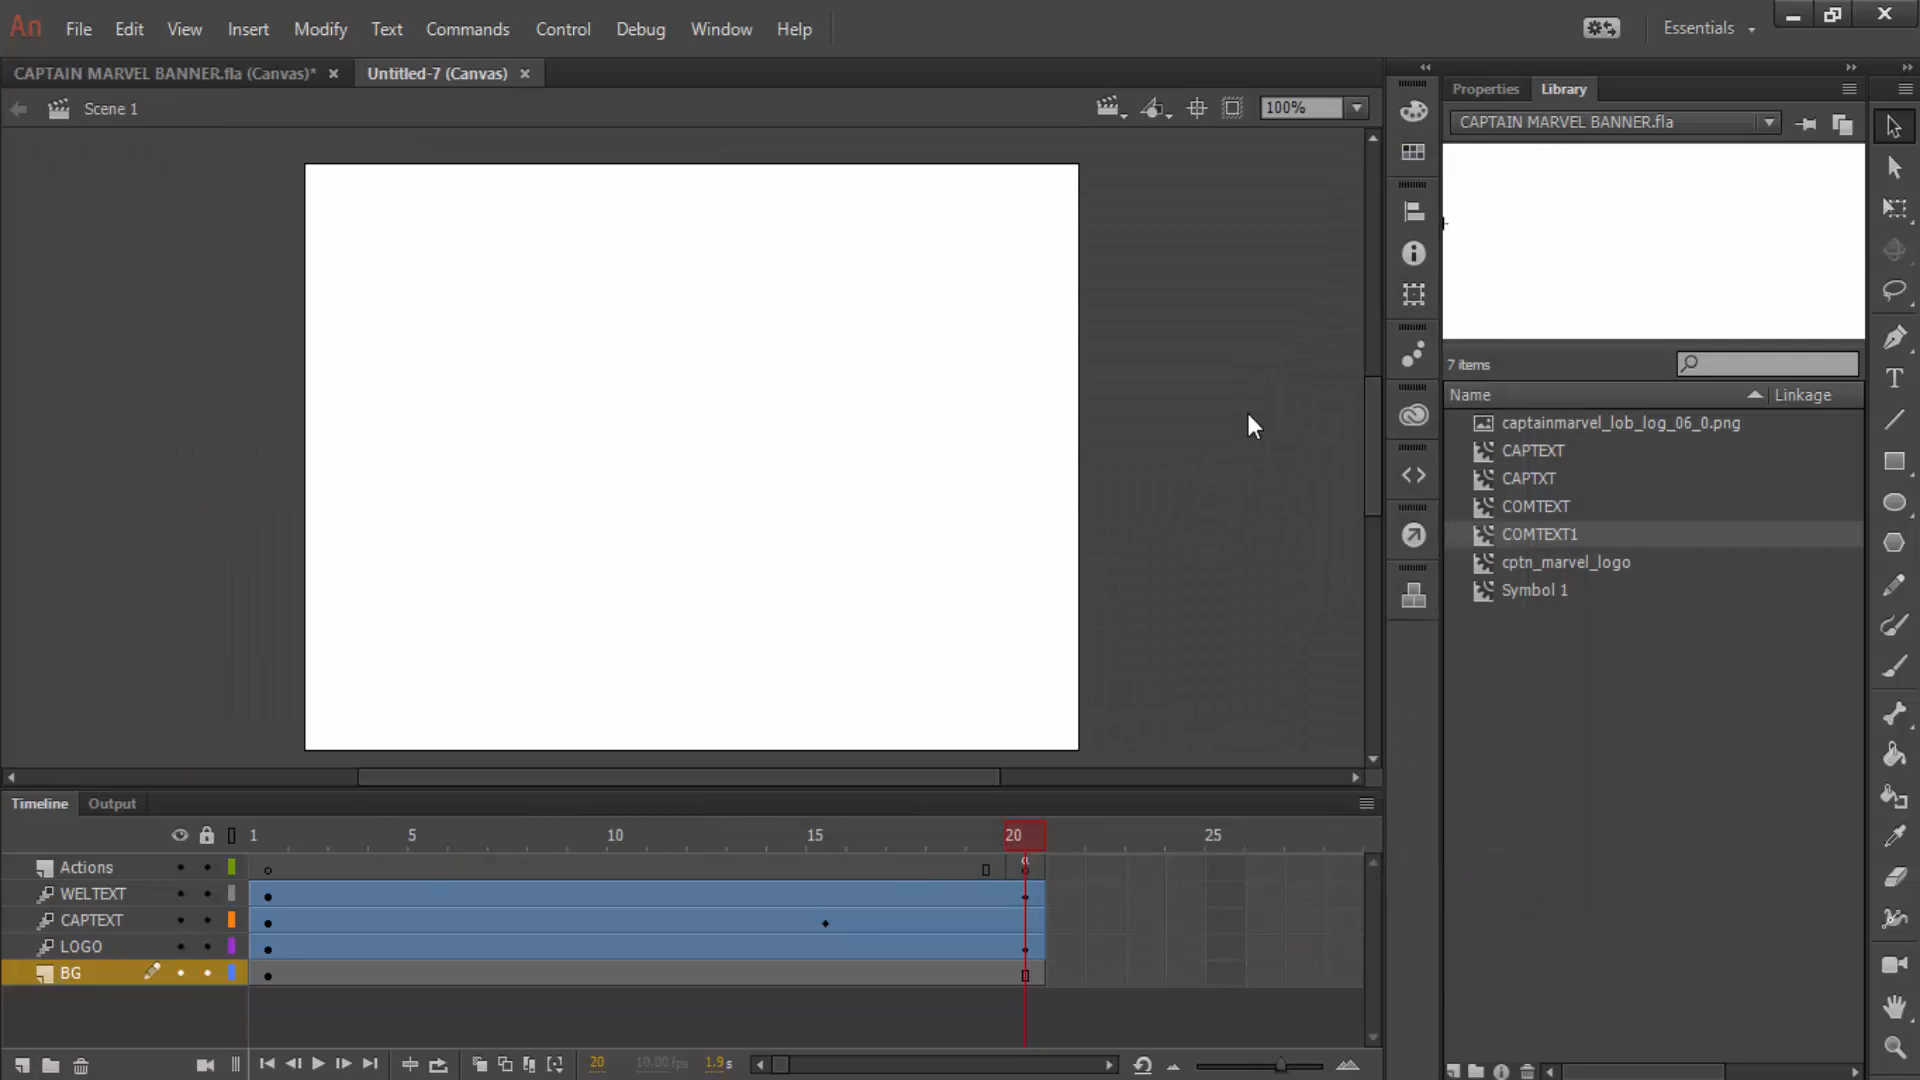 An File Edit View Insert Modify Text Commands Control Debug Window Help Essentials
CAPTAIN MARVEL BANNER.fla (Canvas)* Untitled-7 (Canvas)
Scene 1
100%
Properties Library
CAPTAIN MARVEL BANNER.fla
7 items
Name Linkage
captainmarvel_lob_log_06_0.png
CAPTEXT
CAPTXT
COMTEXT
COMTEXT1
cptn_marvel_logo
Symbol 1
Timeline Output
1 5 10 15 20 25
Actions
WELTEXT
CAPTEXT
LOGO
BG
20 10.00 fps 1.9 s